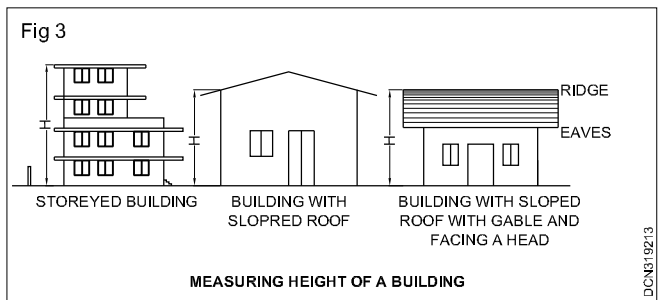 Fig 3
H
H
H
RIDGE
EAVES
STOREYED BUILDING
BUILDING WITH
SLOPRED ROOF
BUILDING WITH SLOPED
ROOF WITH GABLE AND
FACING A HEAD
MEASURING HEIGHT OF A BUILDING
DCN319213